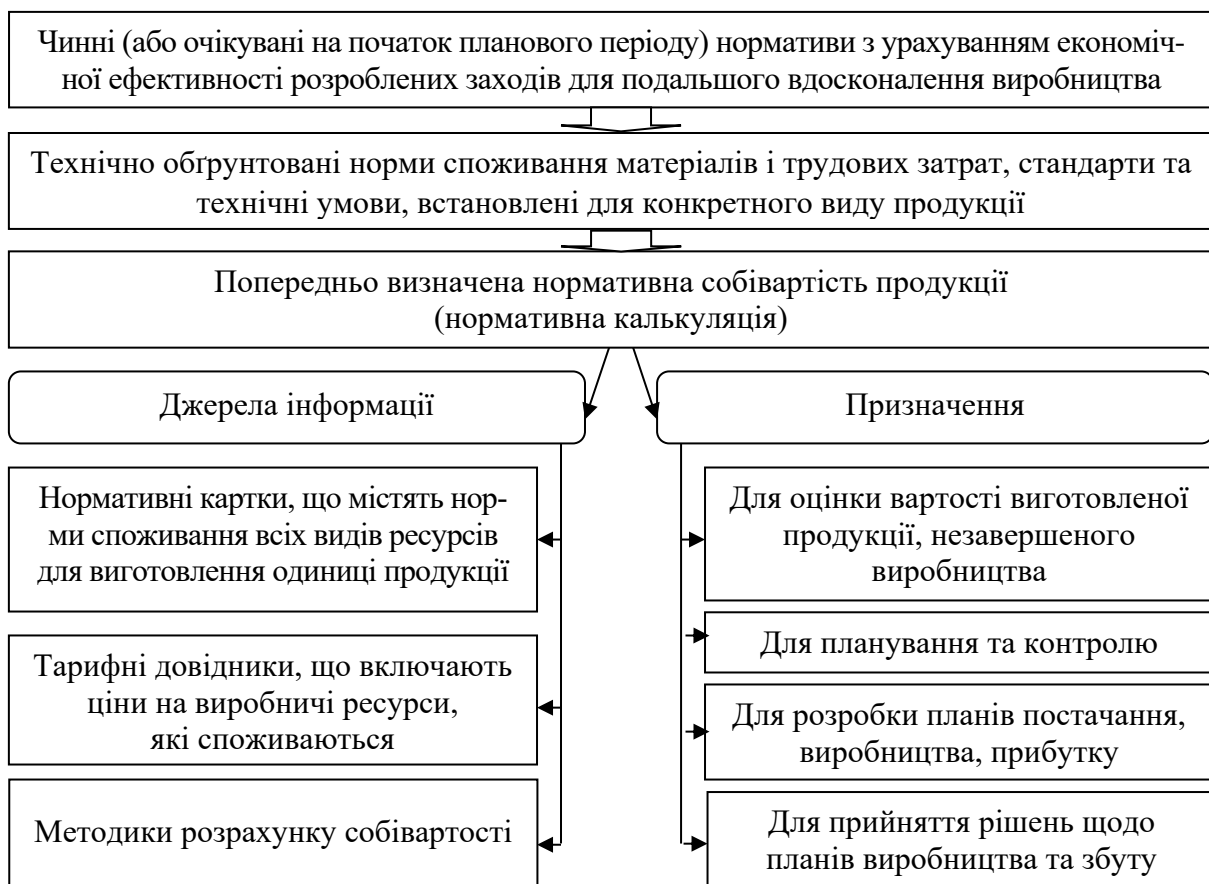 Чинні (або очікувані на початок планового періоду) нормативи з урахуванням економіч-
ної ефективності розроблених заходів для подальшого вдосконалення виробництва
Технічно обґрунтовані норми споживання матеріалів і трудових затрат, стандарти та
технічні умови, встановлені для конкретного виду продукції
Попередньо визначена нормативна собівартість продукції
(нормативна калькуляція)
Джерела інформації
Нормативні картки, що містять нор-
ми споживання всіх видів ресурсів
для виготовлення одиниці продукції
Тарифні довідники, що включають
ціни на виробничі ресурси,
які споживаються
Методики розрахунку собівартості
Призначення
Для оцінки вартості виготовленої
продукції, незавершеного
виробництва
Для планування та контролю
Для розробки планів постачання,
виробництва, прибутку
Для прийняття рішень щодо
планів виробництва та збуту